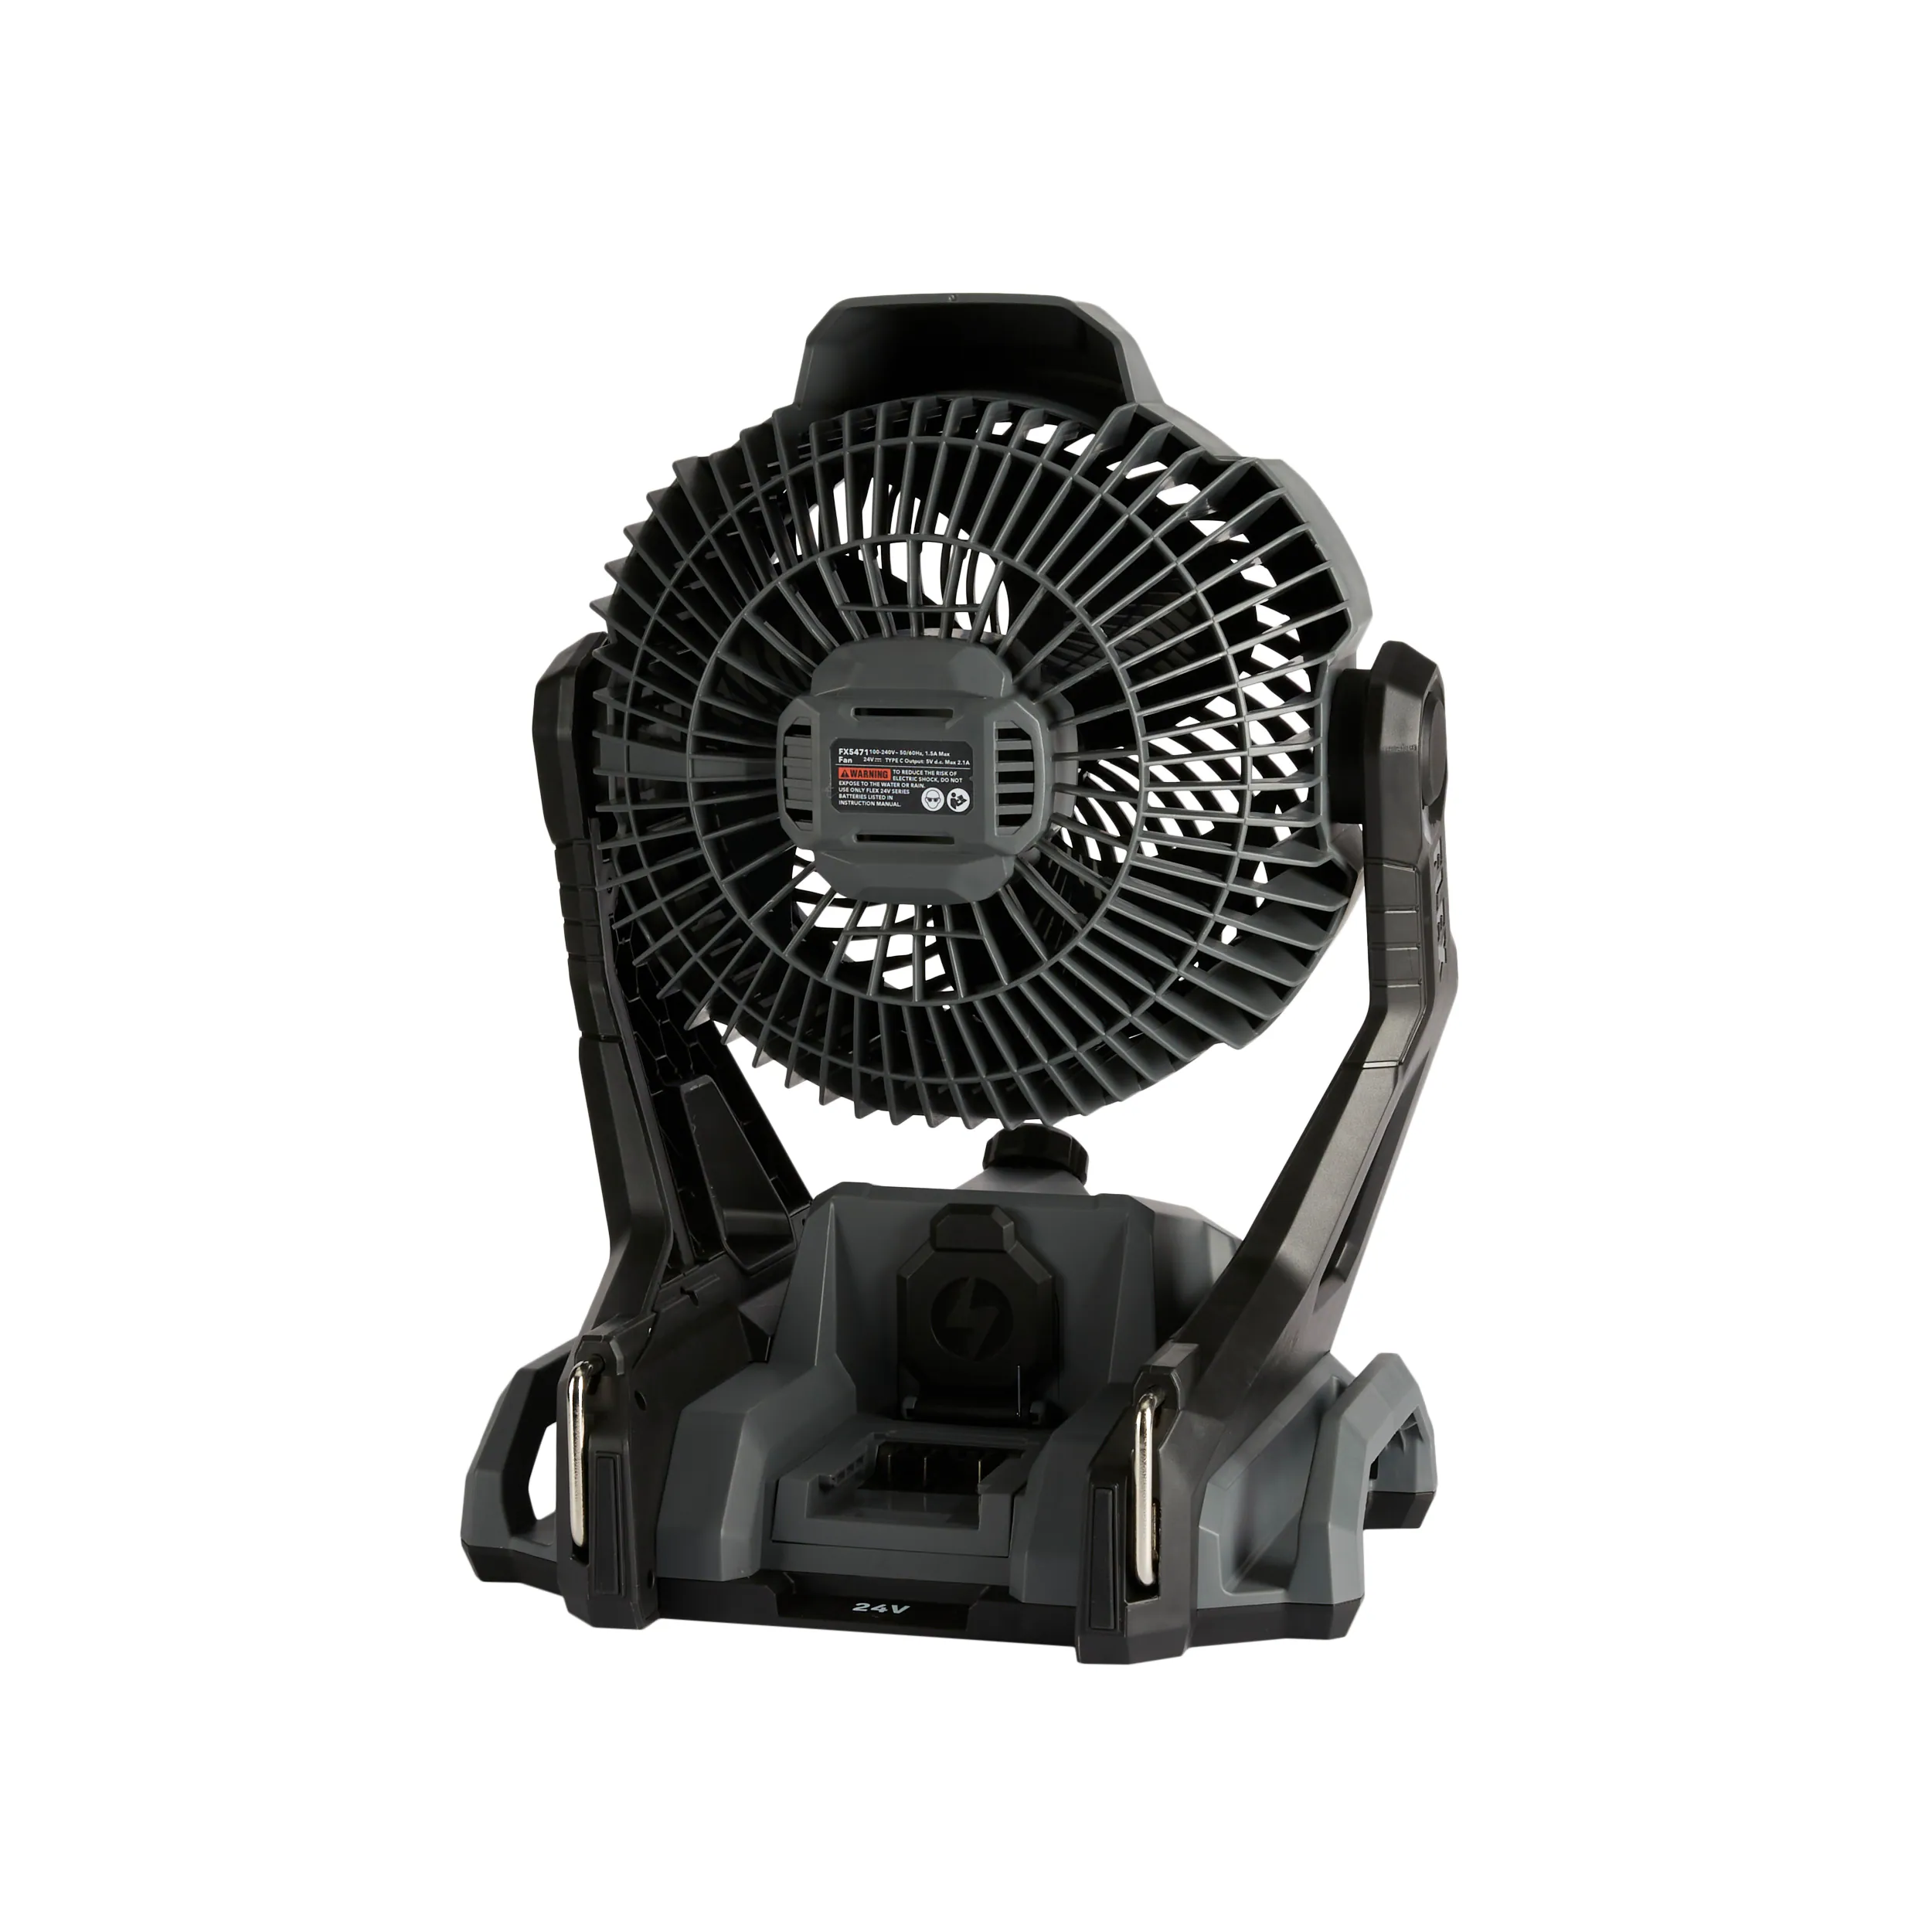 FX5471 100-240V~ 50/60Hz, 1.5A Max
Fan 24V⎓ TYPE C Output: 5V d.c. Max 2.1A
WARNING TO REDUCE THE RISK OF
ELECTRIC SHOCK, DO NOT
EXPOSE TO THE WATER OR RAIN.
USE ONLY FLEX 24V SERIES
BATTERIES LISTED IN
INSTRUCTION MANUAL.
FLEX
24V